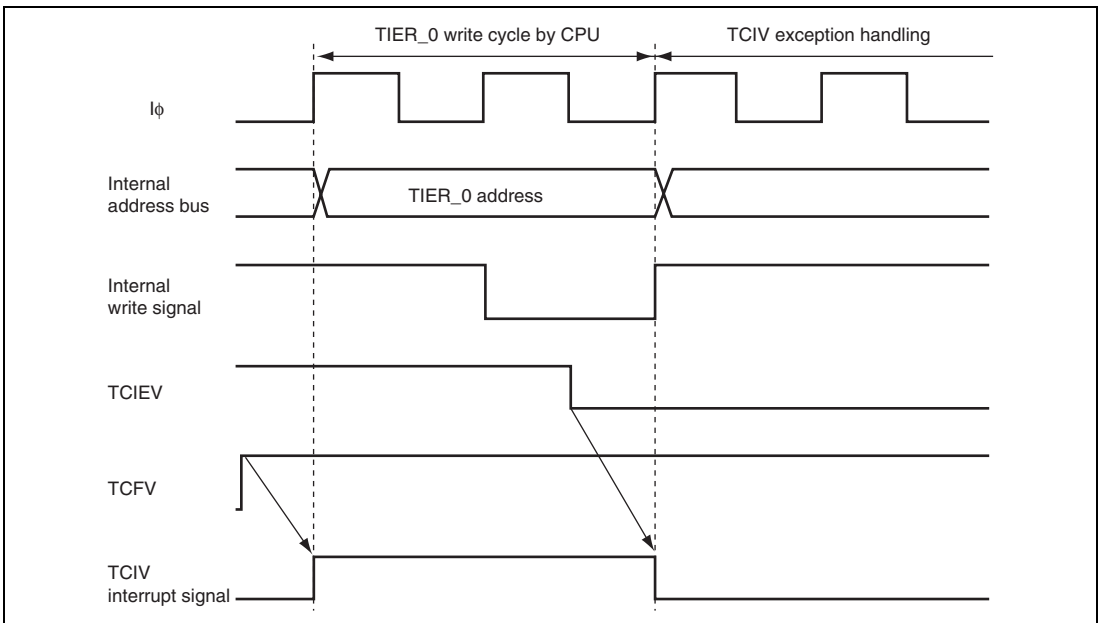 TIER_0 write cycle by CPU
TCIV exception handling
Iϕ
Internal
address bus
TIER_0 address
Internal
write signal
TCIEV
TCFV
TCIV
interrupt signal